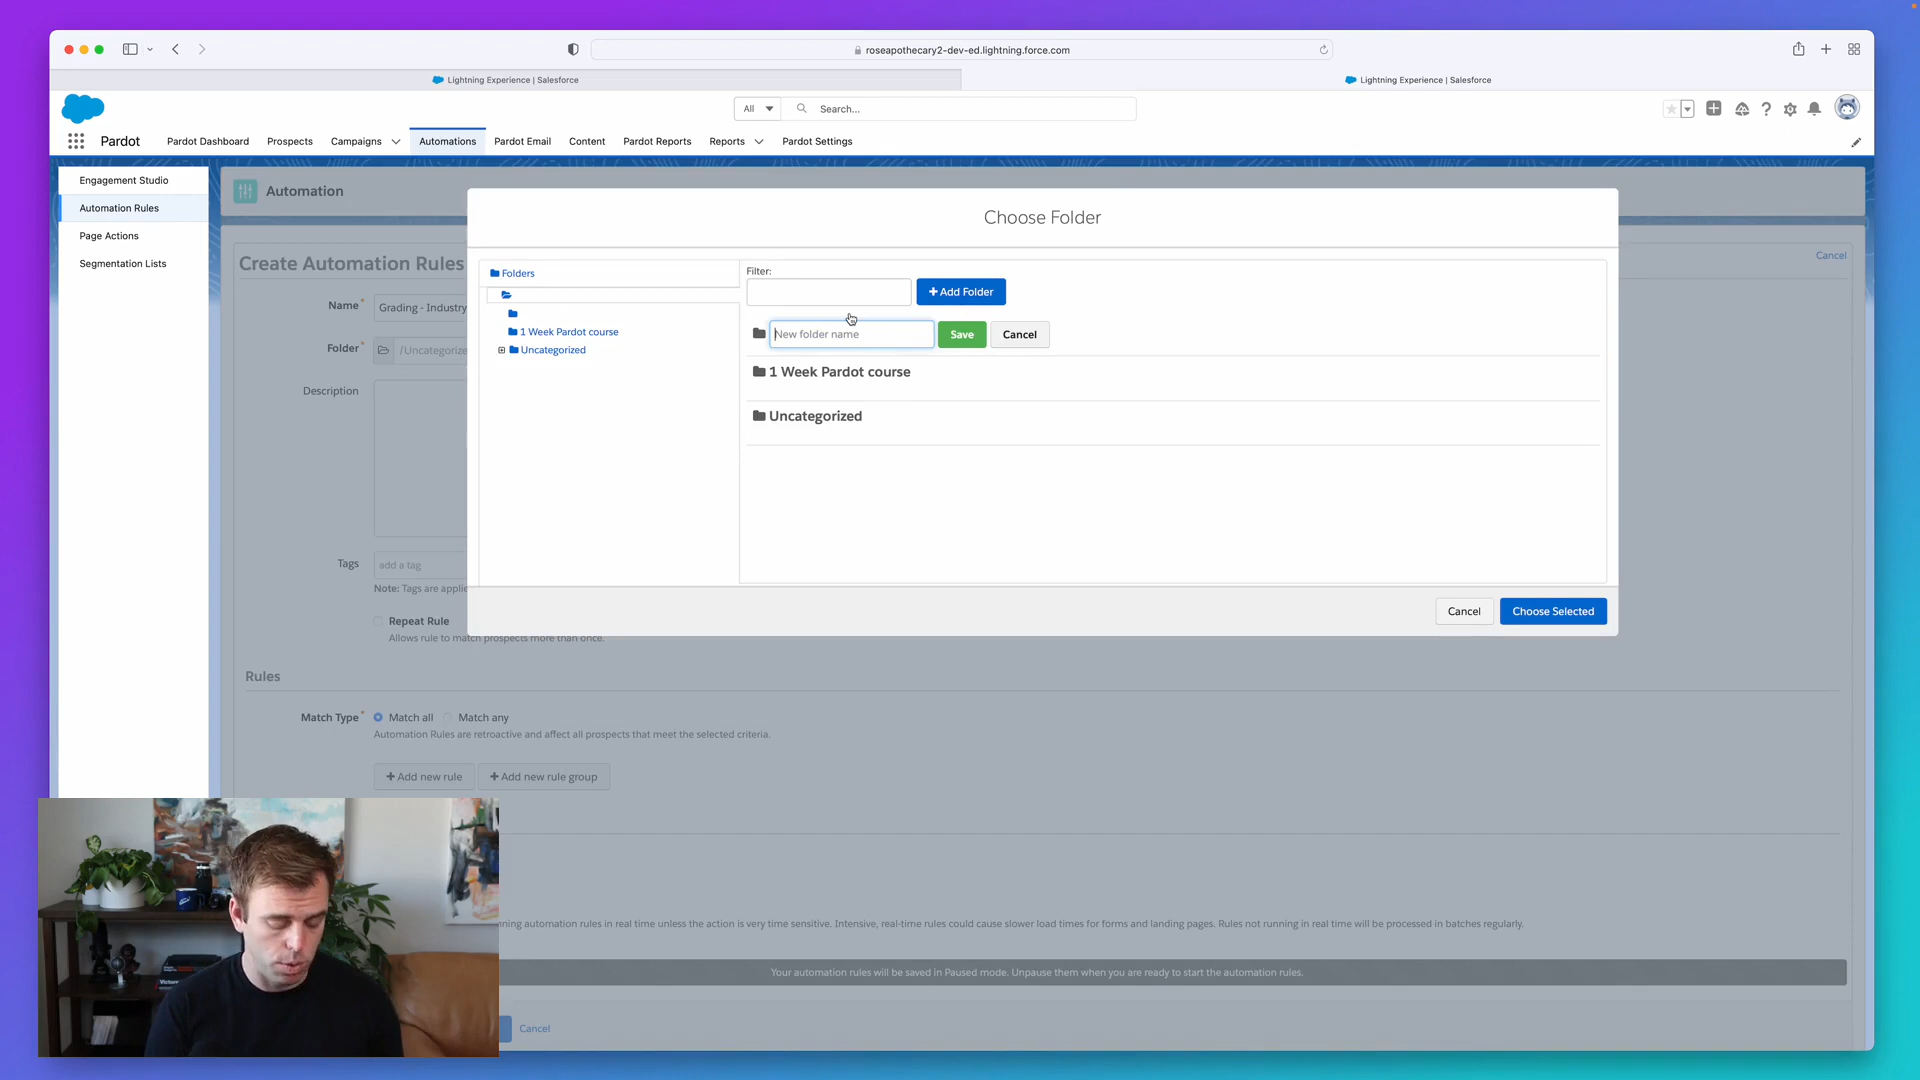 roseapothecary2-dev-ed.lightning.force.com
Lightning Experience | Salesforce
Lightning Experience | Salesforce
All
Search...
Pardot
Pardot Dashboard
Prospects
Campaigns
Automations
Pardot Email
Content
Pardot Reports
Reports
Pardot Settings
Engagement Studio
Automation Rules
Page Actions
Segmentation Lists
Automation
Create Automation Rules
Cancel
Name*
Grading - Industry
Folder*
/Uncategorize
Description
Tags
add a tag
Note: Tags are applie
Repeat Rule
Allows rule to match prospects more than once.
Choose Folder
Folders
1 Week Pardot course
Uncategorized
Filter:
+ Add Folder
New folder name
Save
Cancel
1 Week Pardot course
Uncategorized
Cancel
Choose Selected
Rules
Match Type*
Match all
Match any
Automation Rules are retroactive and affect all prospects that meet the selected criteria.
+ Add new rule
+ Add new rule group
ning automation rules in real time unless the action is very time sensitive. Intensive, real-time rules could cause slower load times for forms and landing pages. Rules not running in real time will be processed in batches regularly.
Your automation rules will be saved in Paused mode. Unpause them when you are ready to start the automation rules.
Cancel